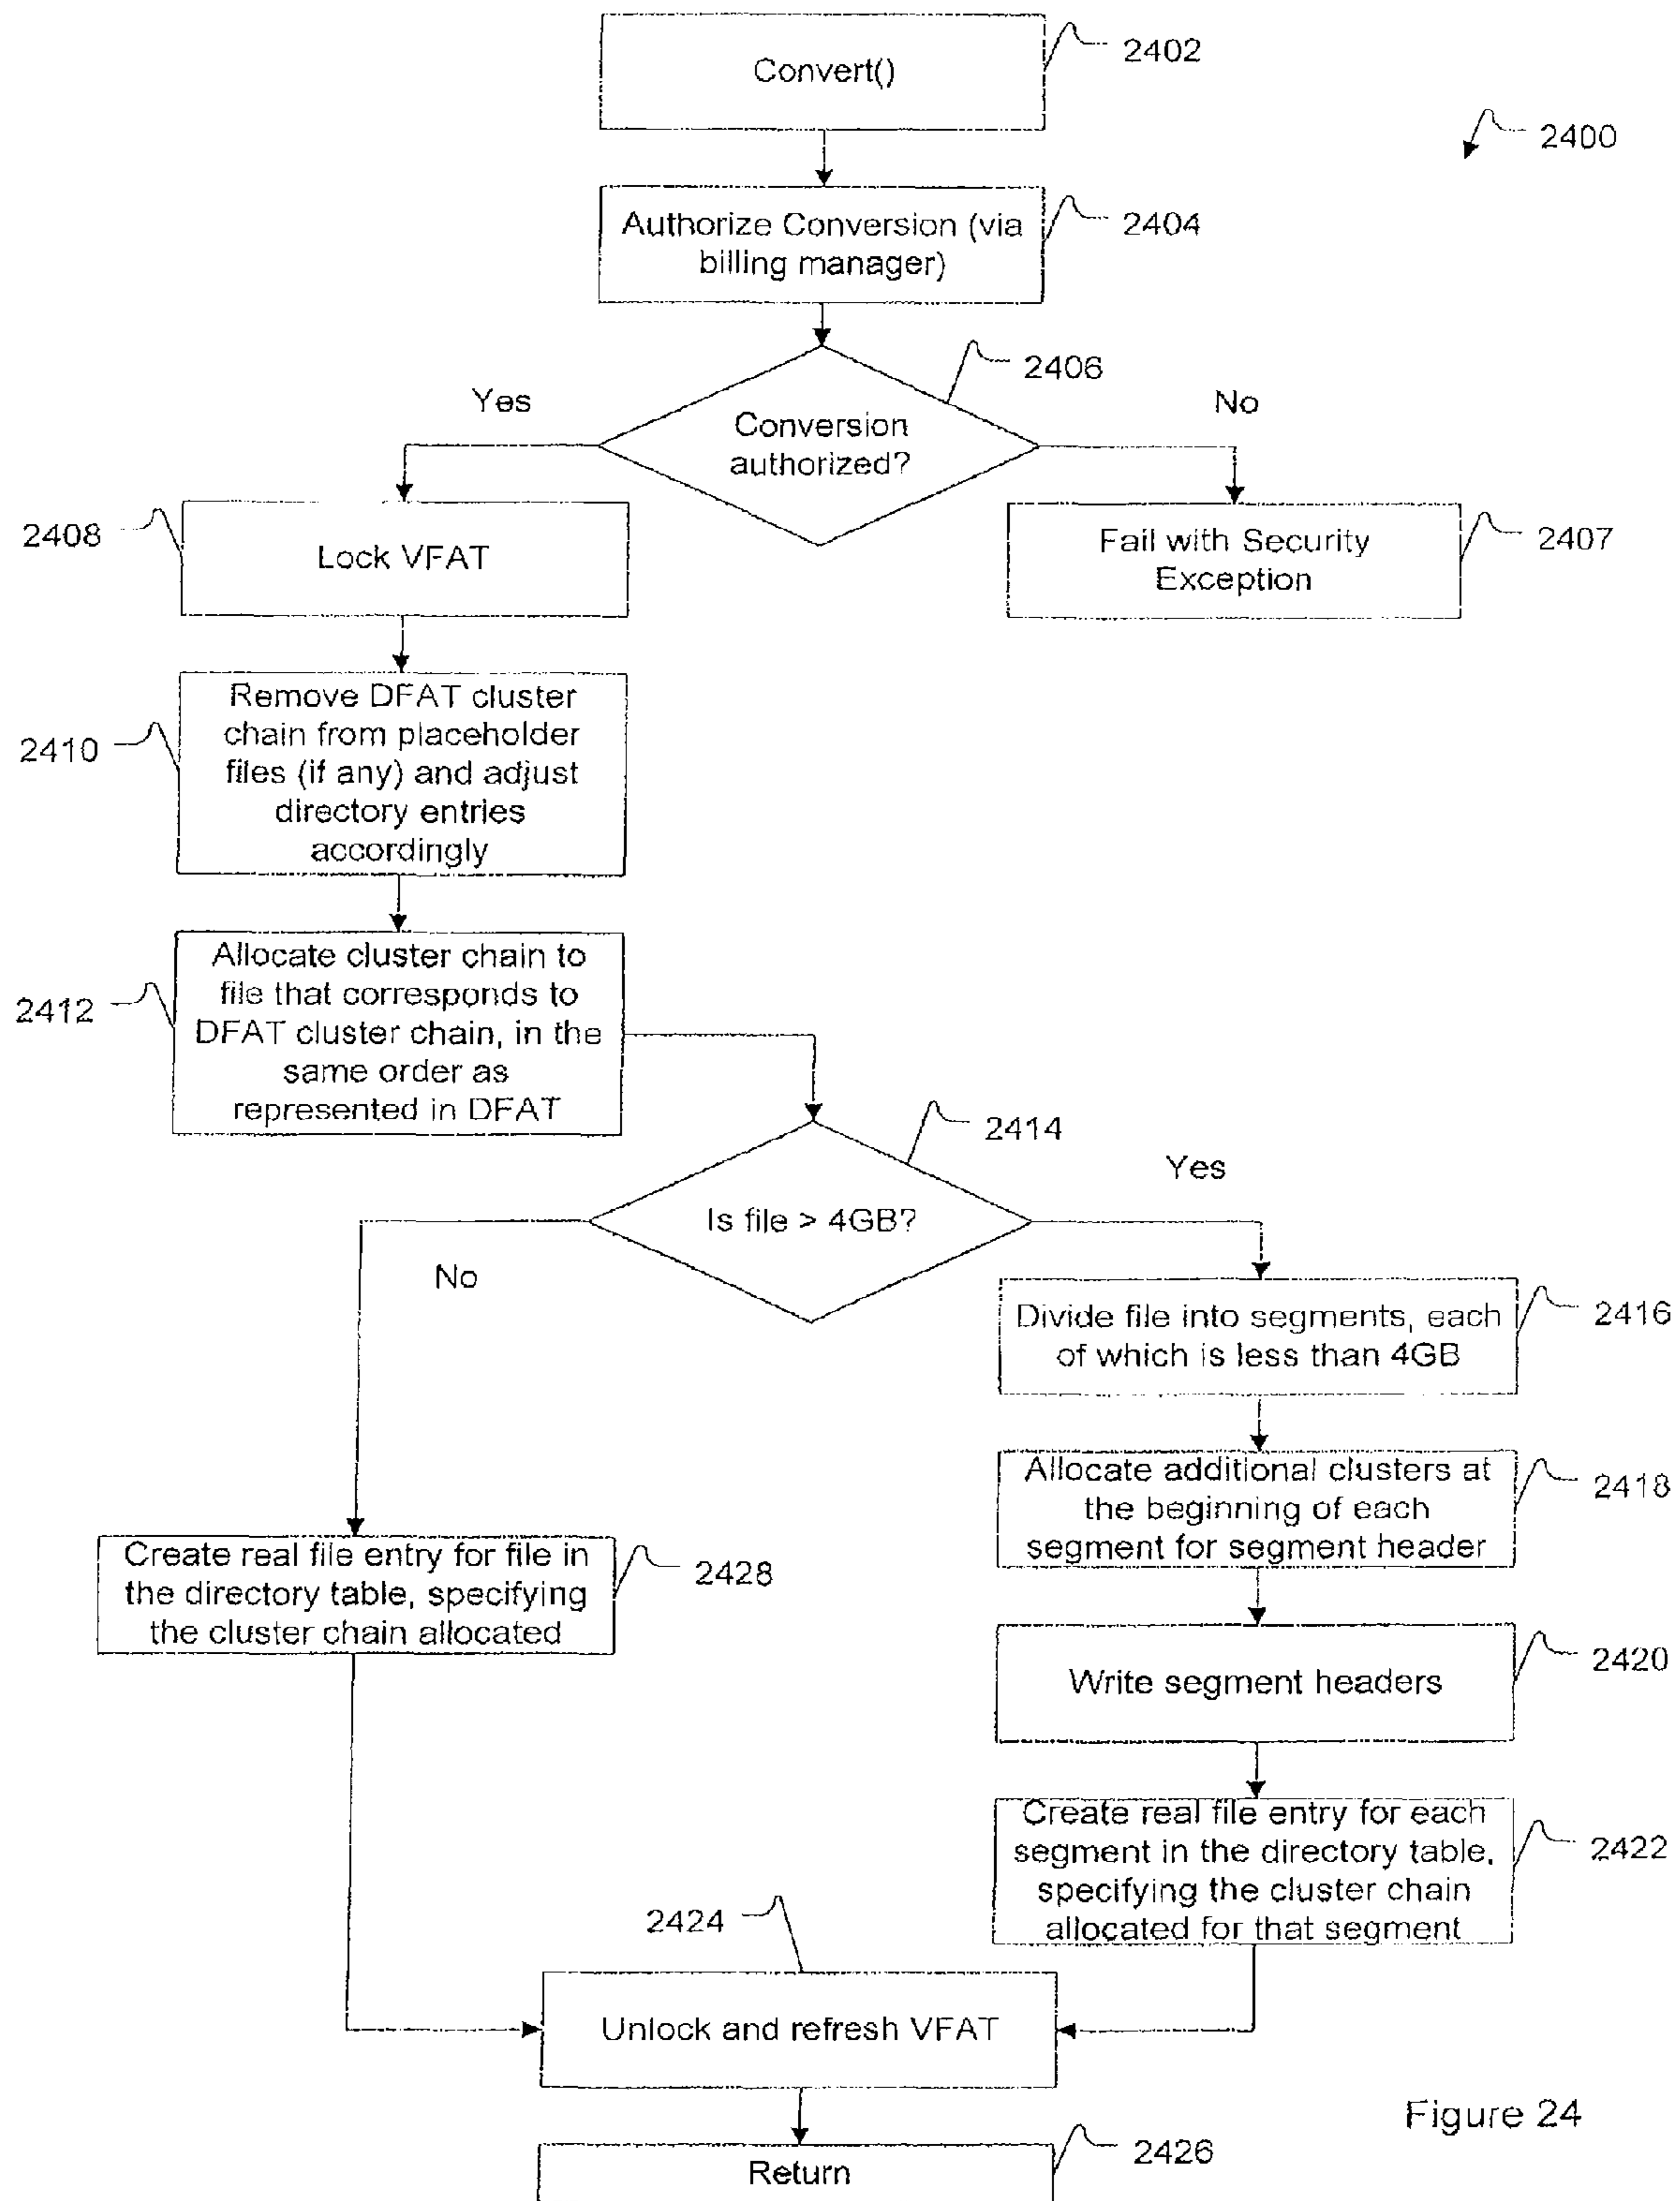 Convert()
2402
2400
Authorize Conversion (via
billing manager)
2404
2406
Yes
No
Conversion
authorized?
2408
Lock VFAT
Fail with Security
Exception
2407
2410
Remove DFAT cluster
chain from placeholder
files (if any) and adjust
directory entries
accordingly
2412
Allocate cluster chain to
file that corresponds to
DFAT cluster chain, in the
same order as
represented in DFAT
2414
Yes
Is file > 4GB?
No
Divide file into segments, each
of which is less than 4GB
2416
Allocate additional clusters at
the beginning of each
segment for segment header
2418
Create real file entry for file in
the directory table, specifying
the cluster chain allocated
2428
Write segment headers
2420
Create real file entry for each
segment in the directory table,
specifying the cluster chain
allocated for that segment
2422
2424
Unlock and refresh VFAT
Return
2426
Figure 24